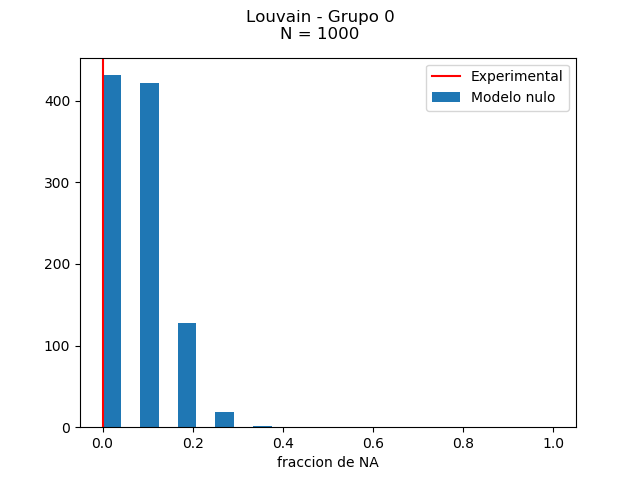 Louvain - Grupo 0
N = 1000
Experimental
Modelo nulo
400
300
200
100
0
0.0 0.2 0.4 0.6 0.8 1.0
fraccion de NA